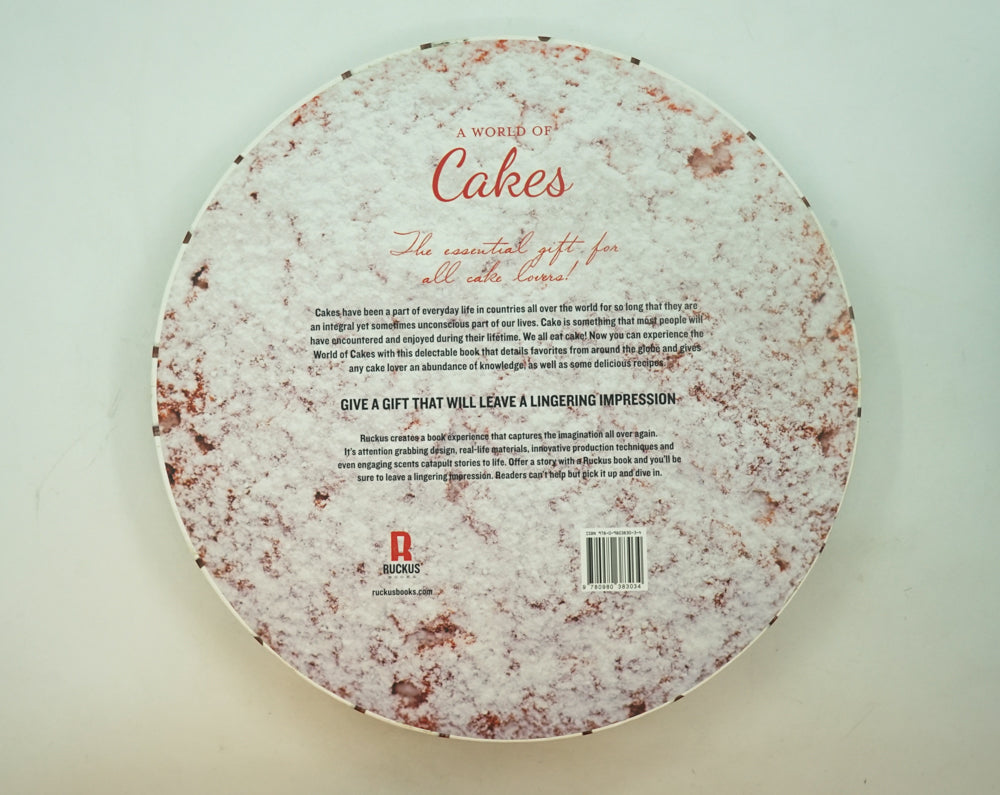 A WORLD OF
Cakes
The essential gift for
all cake lovers!
Cakes have been a part of everyday life in countries all over the world for so long that they are
an integral yet sometimes unconscious part of our lives. Cake is something that most people will
have encountered and enjoyed during their lifetime. We all eat cake! Now you can experience the
World of Cakes with this delectable book that details favorites from around the globe and gives
any cake lover an abundance of knowledge, as well as some delicious recipes.
GIVE A GIFT THAT WILL LEAVE A LINGERING IMPRESSION
Ruckus creates a book experience that captures the imagination all over again.
It's attention grabbing design, real-life materials, innovative production techniques and
even engaging scents catapult stories to life. Offer a story with a Ruckus book and you'll be
sure to leave a lingering impression. Readers can't help but pick it up and dive in.
RUCKUS
BOOKS
ruckusbooks.com
ISBN 978-0-9803830-3-4
9 780980 383034